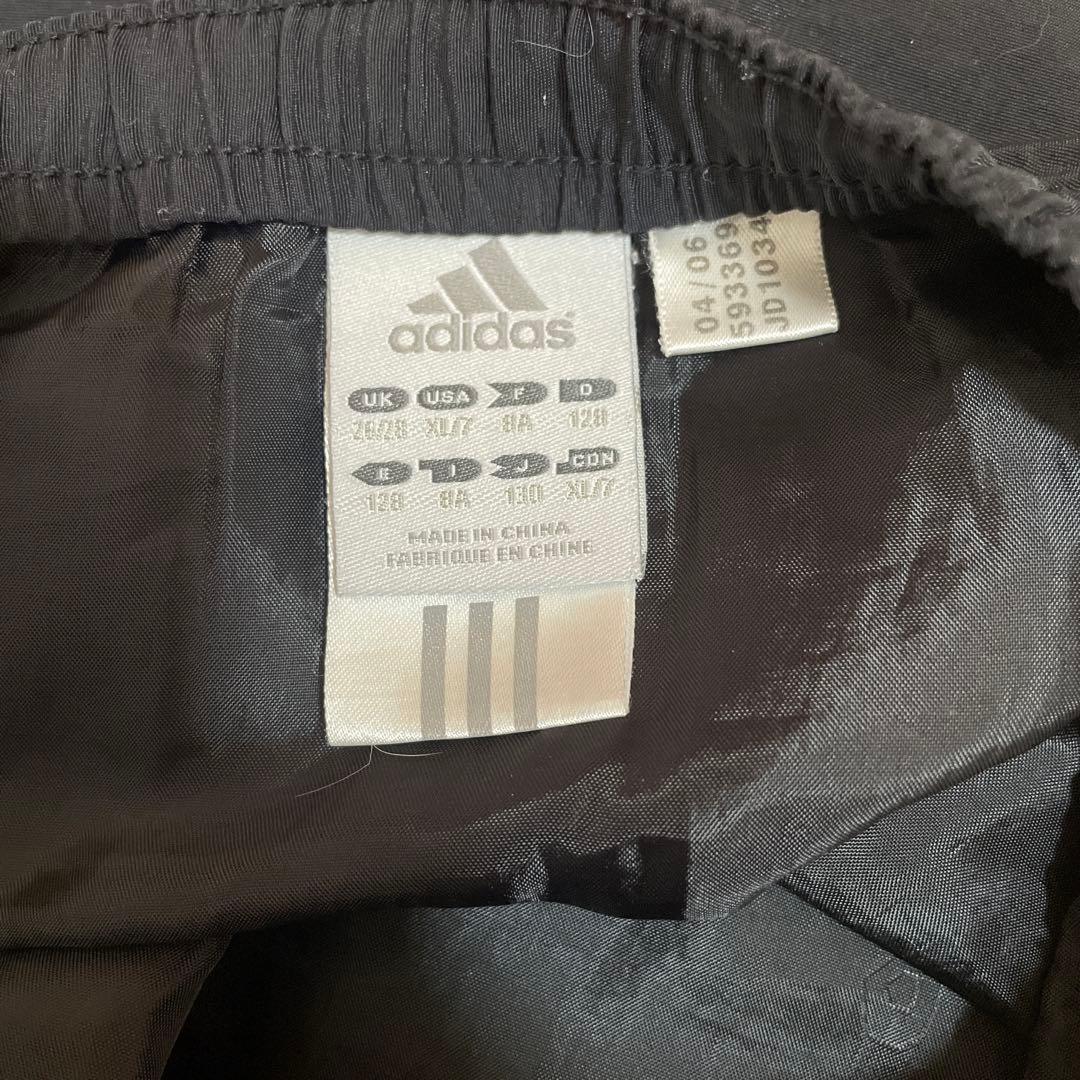 adidas
UK USA F D
26/28 XL/7 8A 128
E I J CDN
128 8A 130 XL/7
MADE IN CHINA
FABRIQUE EN CHINE
04/06
593369
JD1034